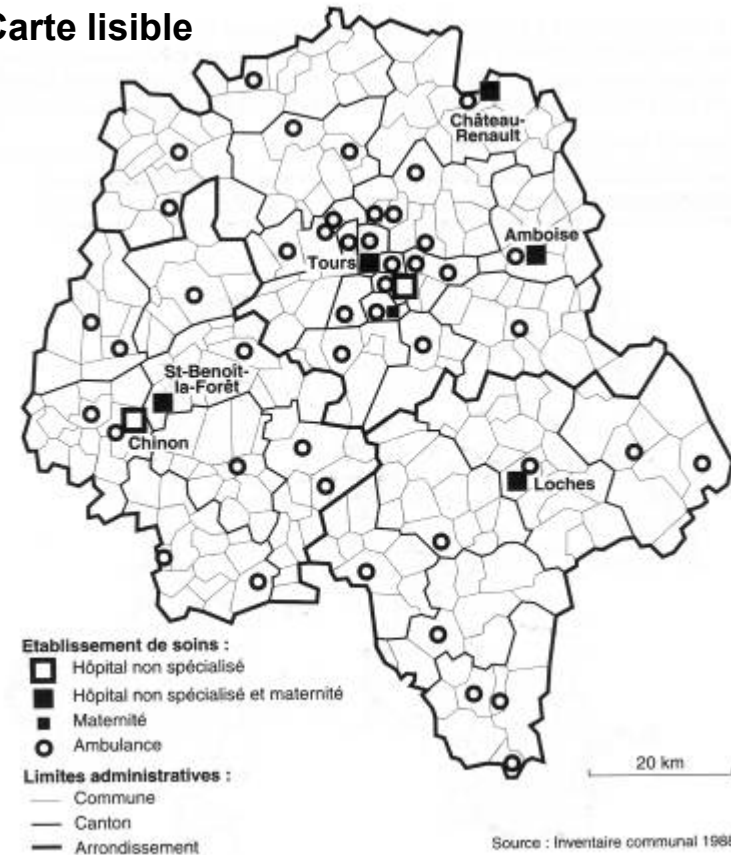 Carte lisible
Château-
Renault
Amboise
Tours
St-Benoît-
la-Forêt
Chinon
Loches
Etablissement de soins :
Hôpital non spécialisé
Hôpital non spécialisé et maternité
Maternité
Ambulance
Limites administratives :
Commune
Canton
Arrondissement
20 km
Source : Inventaire communal 1988